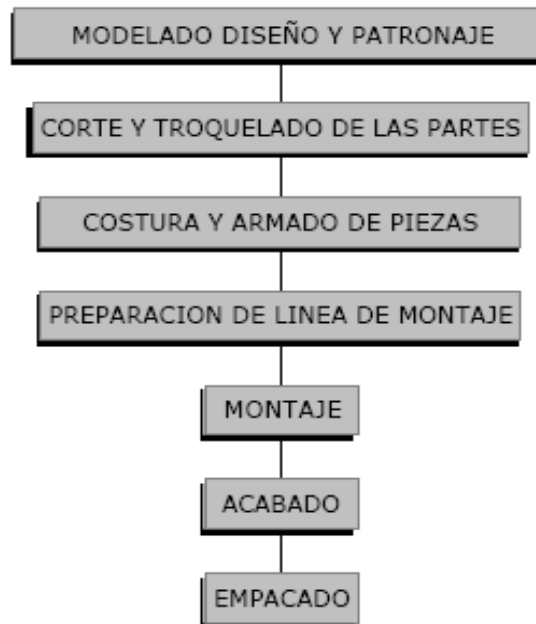 MODELADO DISEÑO Y PATRONAJE
CORTE Y TROQUELADO DE LAS PARTES
COSTURA Y ARMADO DE PIEZAS
PREPARACION DE LINEA DE MONTAJE
MONTAJE
ACABADO
EMPACADO